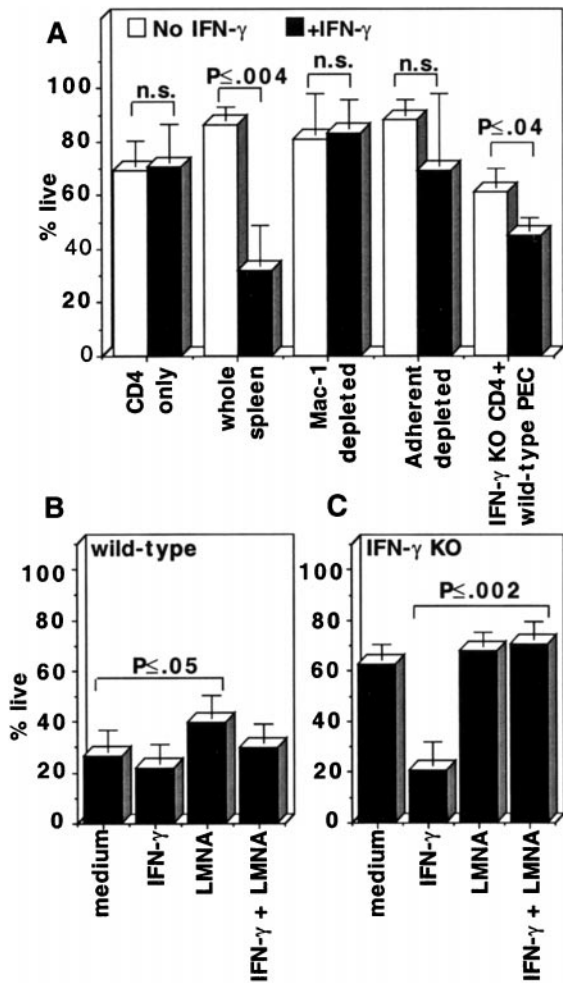 A
No IFN-γ
+IFN-γ
n.s.
P≤.004
n.s.
n.s.
P≤.04
100
80
60
40
20
0
% live
CD4
only
whole
spleen
Mac-1
depleted
Adherent
depleted
IFN-γ KO CD4+
wild-type PEC
B
wild-type
P≤.05
100
80
60
40
20
0
% live
medium
IFN-γ
LMNA
IFN-γ + LMNA
C
IFN-γ KO
P≤.002
100
80
60
40
20
0
medium
IFN-γ
LMNA
IFN-γ + LMNA